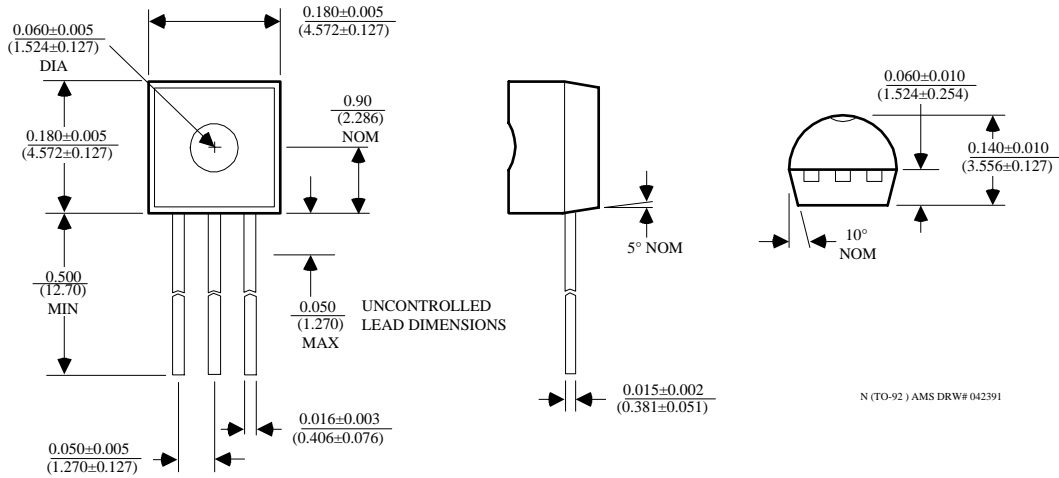 0.060±0.005
(1.524±0.127)
DIA
0.180±0.005
(4.572±0.127)
0.180±0.005
(4.572±0.127)
0.90
(2.286)
NOM
0.500
(12.70)
MIN
0.050
(1.270)
MAX
UNCONTROLLED
LEAD DIMENSIONS
0.016±0.003
(0.406±0.076)
0.050±0.005
(1.270±0.127)
5° NOM
0.015±0.002
(0.381±0.051)
0.060±0.010
(1.524±0.254)
0.140±0.010
(3.556±0.127)
10°
NOM
N (TO-92 ) AMS DRW# 042391